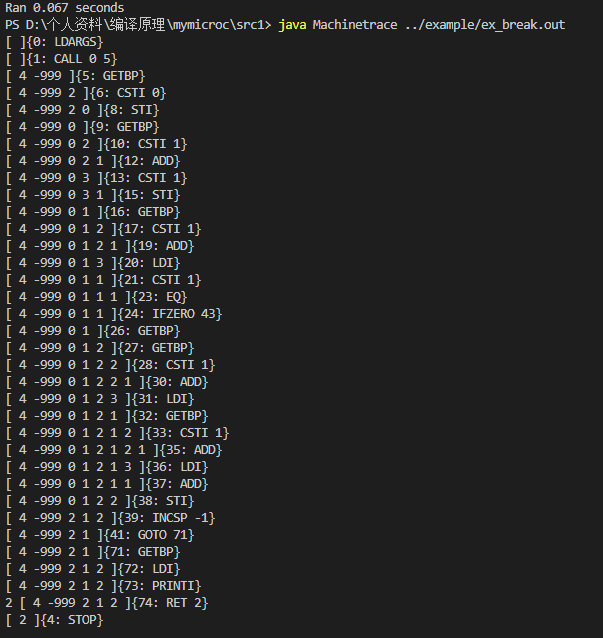 Ran 0.067 seconds
PS D:\个人资料\编译原理\mymicroc\src1> java Machinetrace ../example/ex_break.out
[ ]{0: LDARGS}
[ ]{1: CALL 0 5}
[ 4 -999 ]{5: GETBP}
[ 4 -999 2 ]{6: CSTI 0}
[ 4 -999 2 0 ]{8: STI}
[ 4 -999 0 ]{9: GETBP}
[ 4 -999 0 2 ]{10: CSTI 1}
[ 4 -999 0 2 1 ]{12: ADD}
[ 4 -999 0 3 ]{13: CSTI 1}
[ 4 -999 0 3 1 ]{15: STI}
[ 4 -999 0 1 ]{16: GETBP}
[ 4 -999 0 1 2 ]{17: CSTI 1}
[ 4 -999 0 1 2 1 ]{19: ADD}
[ 4 -999 0 1 3 ]{20: LDI}
[ 4 -999 0 1 1 ]{21: CSTI 1}
[ 4 -999 0 1 1 1 ]{23: EQ}
[ 4 -999 0 1 1 ]{24: IFZERO 43}
[ 4 -999 0 1 ]{26: GETBP}
[ 4 -999 0 1 2 ]{27: GETBP}
[ 4 -999 0 1 2 2 ]{28: CSTI 1}
[ 4 -999 0 1 2 2 1 ]{30: ADD}
[ 4 -999 0 1 2 3 ]{31: LDI}
[ 4 -999 0 1 2 1 ]{32: GETBP}
[ 4 -999 0 1 2 1 2 ]{33: CSTI 1}
[ 4 -999 0 1 2 1 2 1 ]{35: ADD}
[ 4 -999 0 1 2 1 3 ]{36: LDI}
[ 4 -999 0 1 2 1 1 ]{37: ADD}
[ 4 -999 0 1 2 2 ]{38: STI}
[ 4 -999 2 1 2 ]{39: INCSP -1}
[ 4 -999 2 1 ]{41: GOTO 71}
[ 4 -999 2 1 ]{71: GETBP}
[ 4 -999 2 1 2 ]{72: LDI}
[ 4 -999 2 1 2 ]{73: PRINTI}
2 [ 4 -999 2 1 2 ]{74: RET 2}
[ 2 ]{4: STOP}